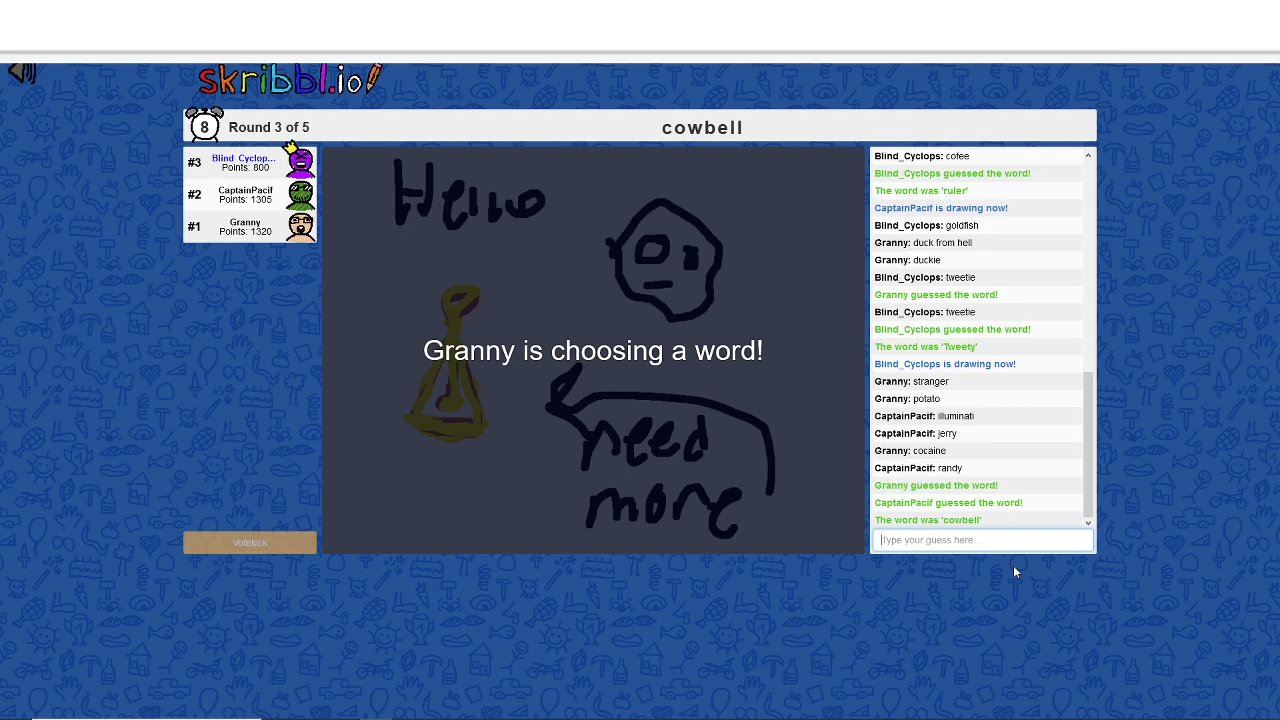 skribbl.io!
8
Round 3 of 5
cowbell
#3
Blind_Cyclop...
Points: 800
#2
CaptainPacif
Points: 1305
#1
Granny
Points: 1320
Votekick
Hello
Granny is choosing a word!
need
more
Blind_Cyclops: cofee
Blind_Cyclops guessed the word!
The word was 'ruler'
CaptainPacif is drawing now!
Blind_Cyclops: goldfish
Granny: duck from hell
Granny: duckie
Blind_Cyclops: tweetie
Granny guessed the word!
Blind_Cyclops: tweetie
Blind_Cyclops guessed the word!
The word was 'Tweety'
Blind_Cyclops is drawing now!
Granny: stranger
Granny: potato
CaptainPacif: illuminati
CaptainPacif: jerry
Granny: cocaine
CaptainPacif: randy
Granny guessed the word!
CaptainPacif guessed the word!
The word was 'cowbell'
Type your guess here...